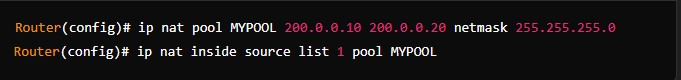 Router(config)# ip nat pool MYPOOL 200.0.0.10 200.0.0.20 netmask 255.255.255.0
Router(config)# ip nat inside source list 1 pool MYPOOL